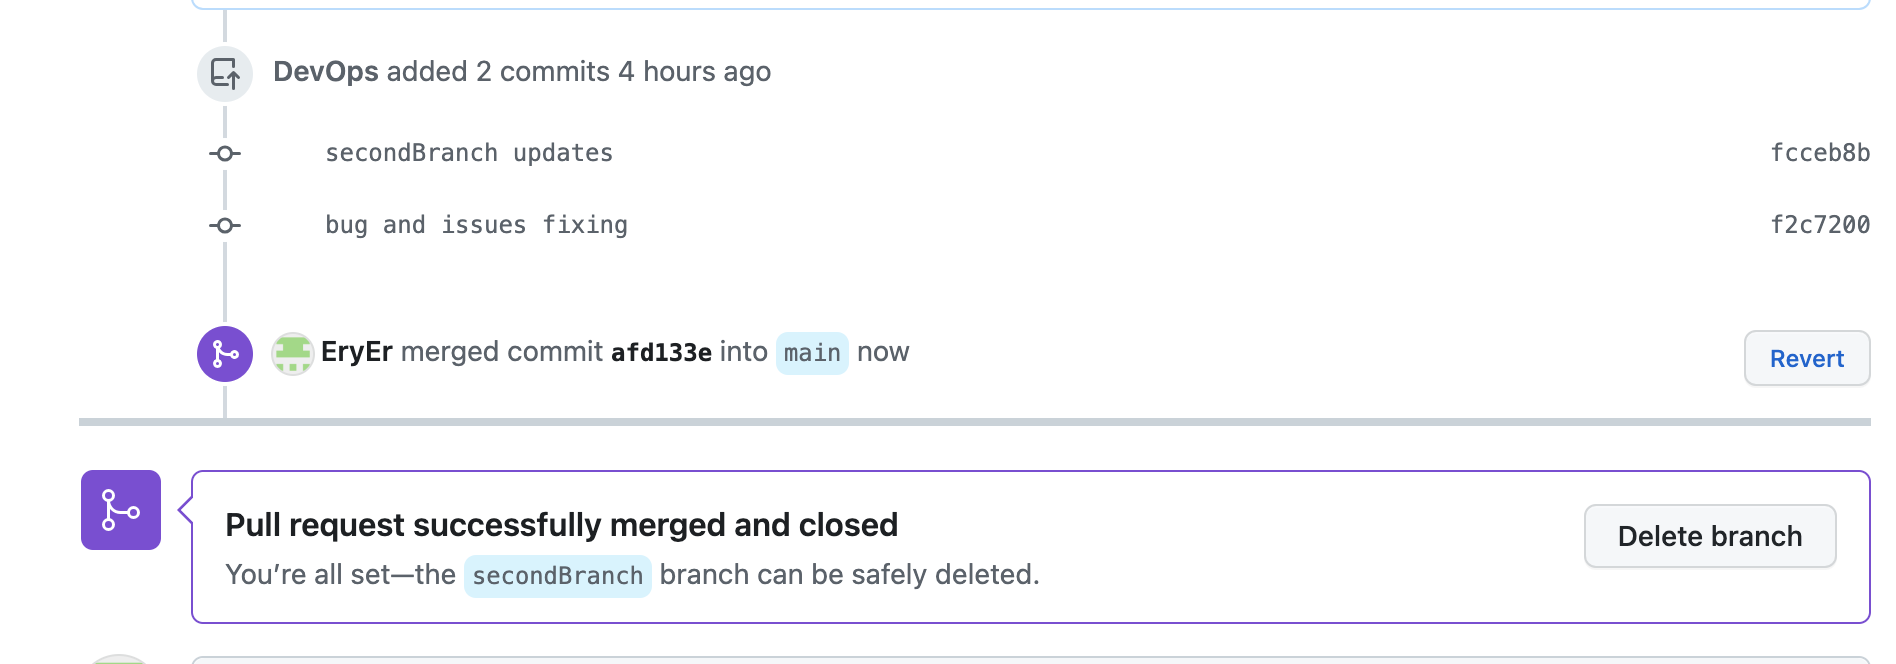 DevOps added 2 commits 4 hours ago
secondBranch updates fcceb8b
bug and issues fixing f2c7200
EryEr merged commit afd133e into main now
Revert
Pull request successfully merged and closed
You’re all set—the secondBranch branch can be safely deleted.
Delete branch